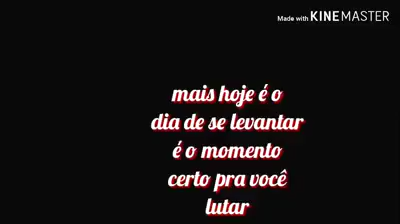 Made with KINEMASTER
mais hoje é o
dia de se levantar
é o momento
certo pra você
lutar